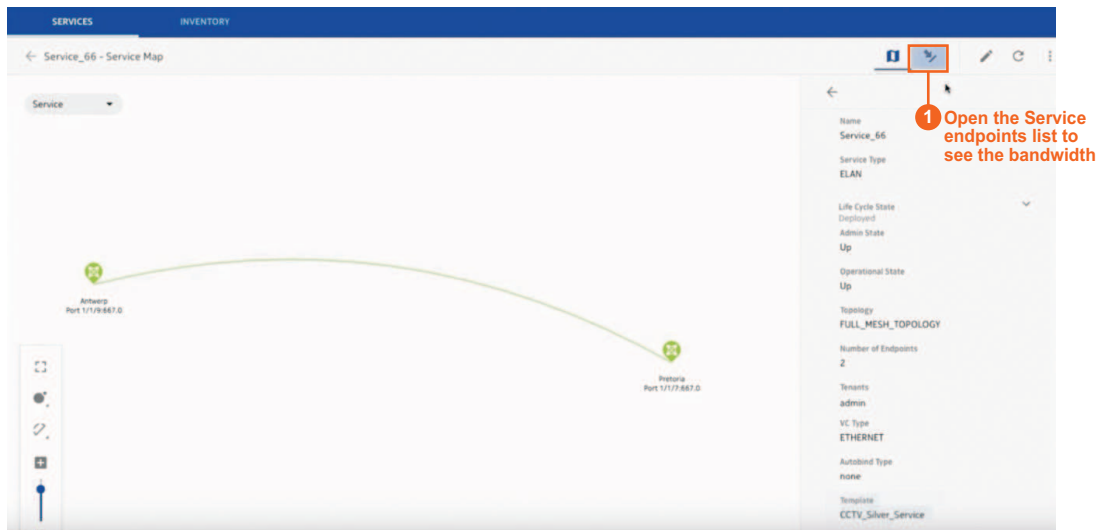 SERVICES INVENTORY
← Service_66 - Service Map
Service
1 Open the Service
endpoints list to
see the bandwidth
Name
Service_66
Service Type
ELAN
Life Cycle State
Deployed
Admin State
Up
Operational State
Up
Topology
FULL_MESH_TOPOLOGY
Number of Endpoints
2
Tenants
admin
VC Type
ETHERNET
Autobind Type
none
Template
CCTV_Silver_Service
Antwerp
Port 1/1/9:667.0
Pretoria
Port 1/1/7:667.0